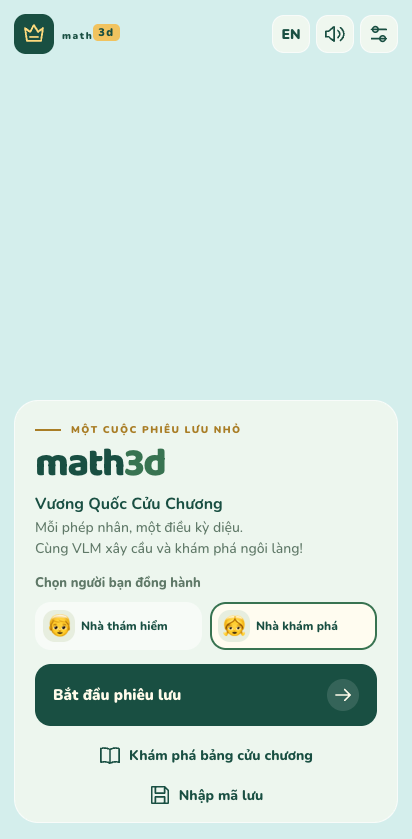 math3d
EN
MỘT CUỘC PHIÊU LƯU NHỎ
math3d
Vương Quốc Cửu Chương
Mỗi phép nhân, một điều kỳ diệu.
Cùng VLM xây cầu và khám phá ngôi làng!
Chọn người bạn đồng hành
Nhà thám hiểm
Nhà khám phá
Bắt đầu phiêu lưu
Khám phá bảng cửu chương
Nhập mã lưu